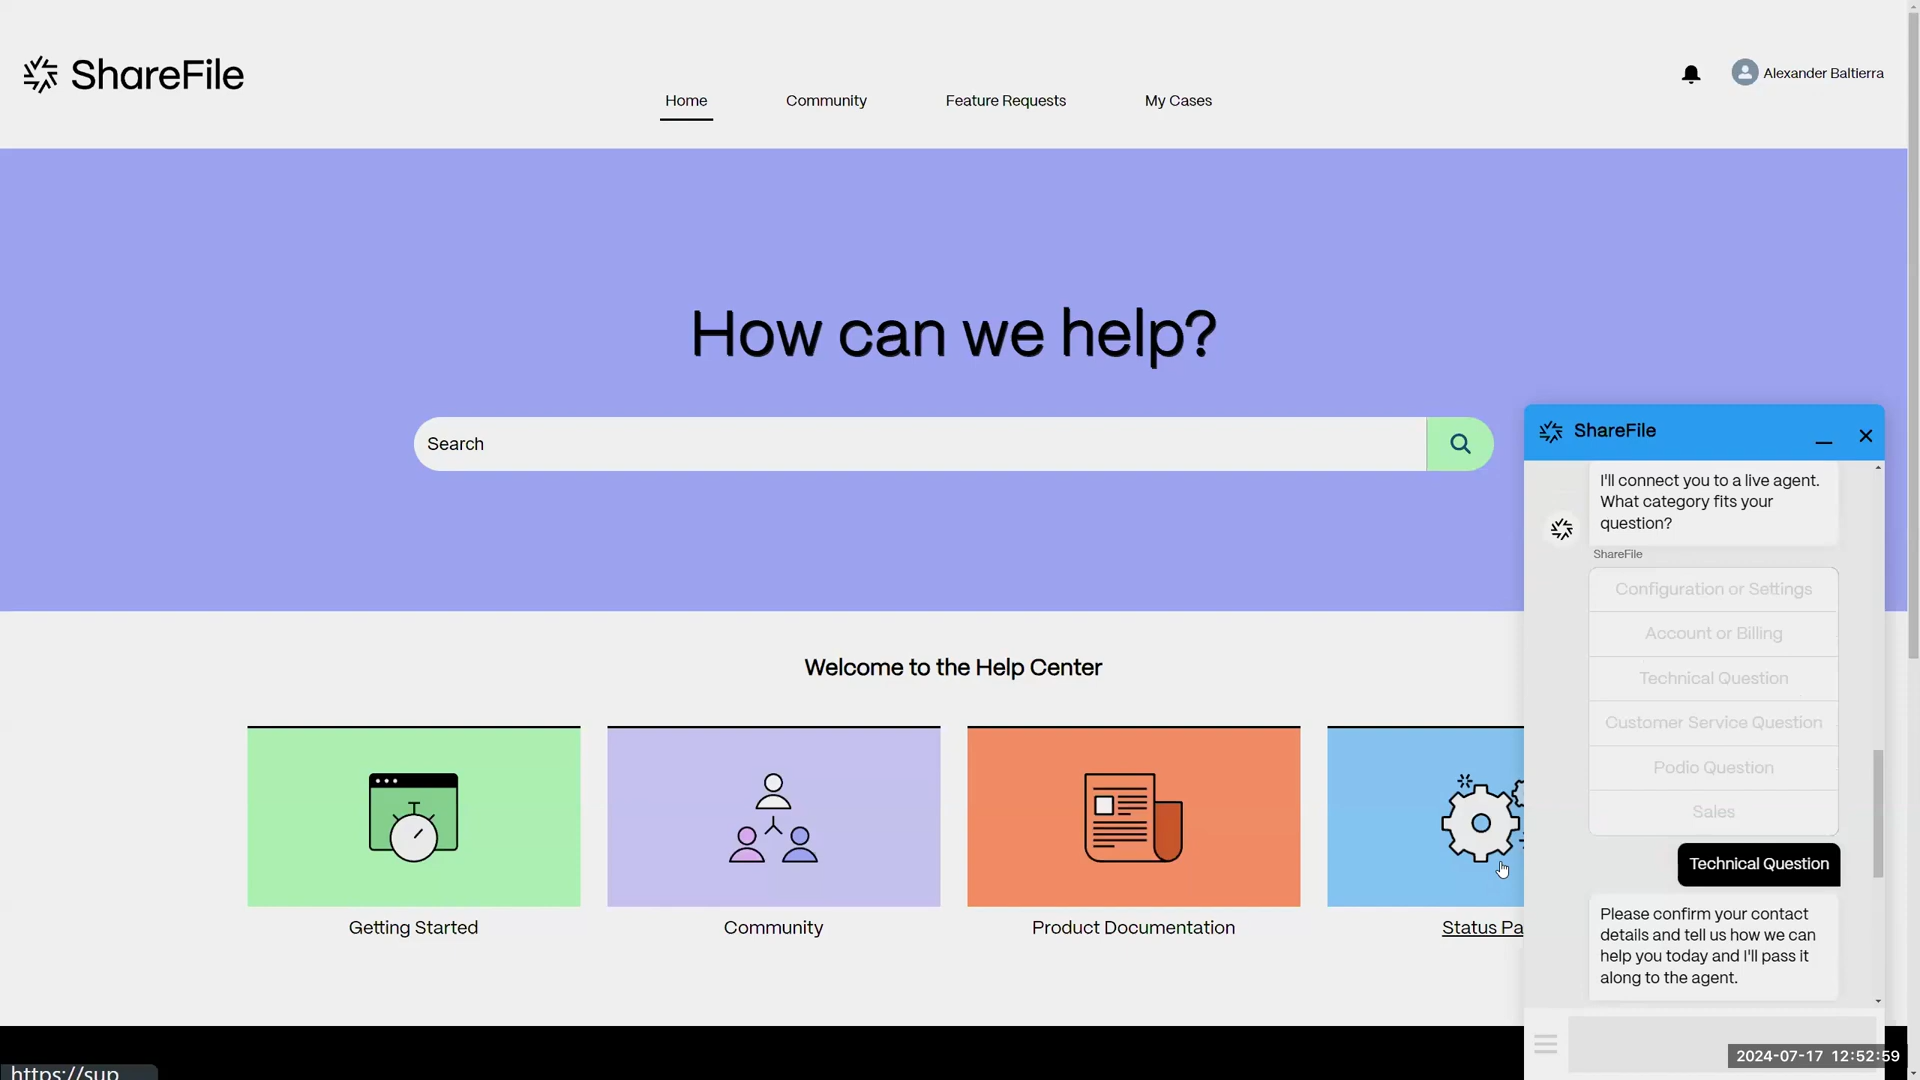 ShareFile
Home
Community
Feature Requests
My Cases
Alexander Baltierra
How can we help?
Search
Welcome to the Help Center
Getting Started
Community
Product Documentation
Status Pa
ShareFile
I'll connect you to a live agent.
What category fits your
question?
ShareFile
Configuration or Settings
Account or Billing
Technical Question
Customer Service Question
Podio Question
Sales
Technical Question
Please confirm your contact
details and tell us how we can
help you today and I'll pass it
along to the agent.
https://sup
2024-07-17 12:52:59